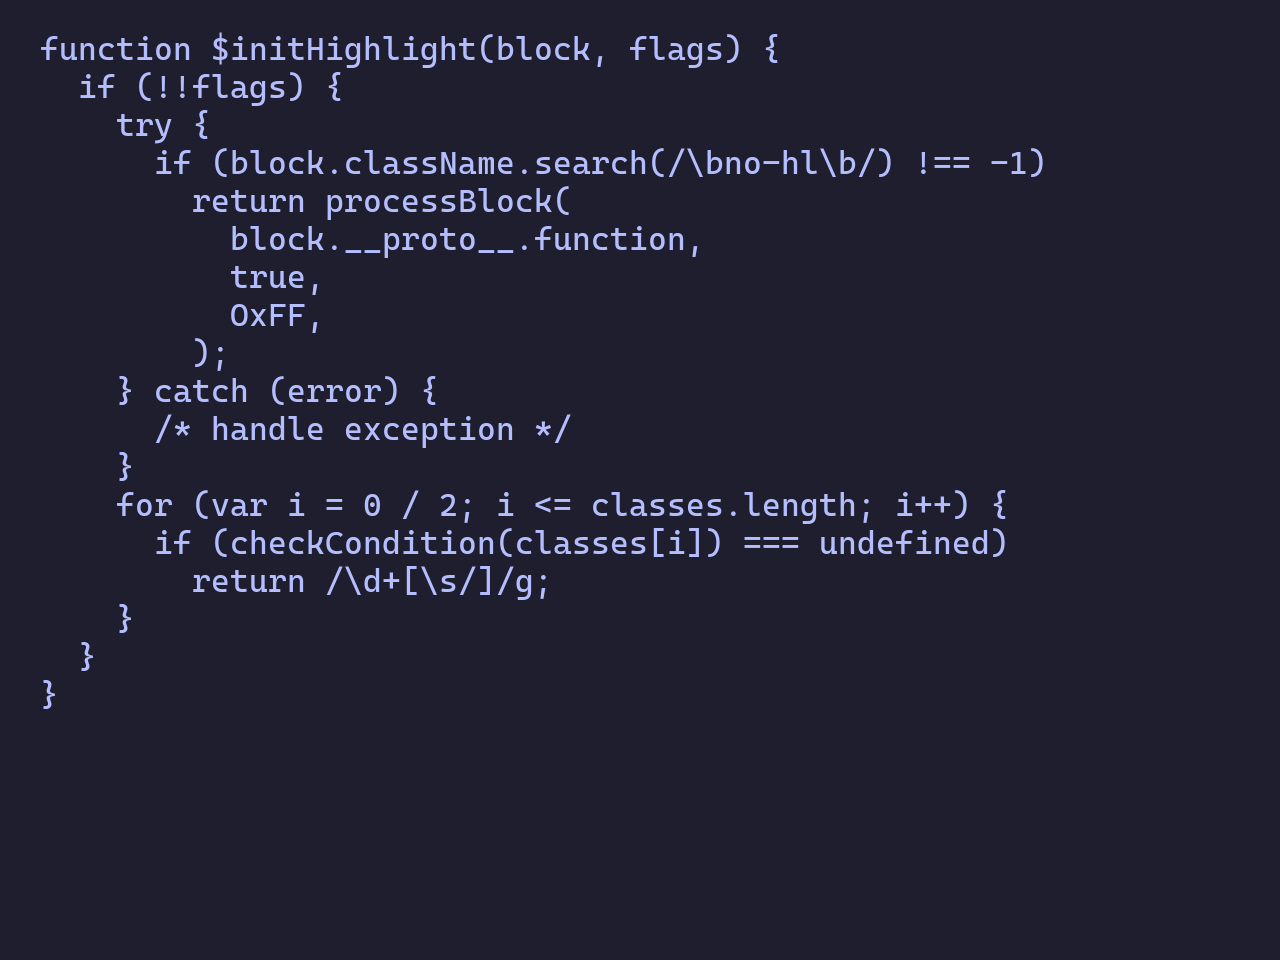 function $initHighlight(block, flags) {
  if (!!flags) {
    try {
      if (block.className.search(/\bno-hl\b/) !== -1)
        return processBlock(
          block.__proto__.function,
          true,
          OxFF,
        );
    } catch (error) {
      /* handle exception */
    }
    for (var i = 0 / 2; i <= classes.length; i++) {
      if (checkCondition(classes[i]) === undefined)
        return /\d+[\s/]/g;
    }
  }
}